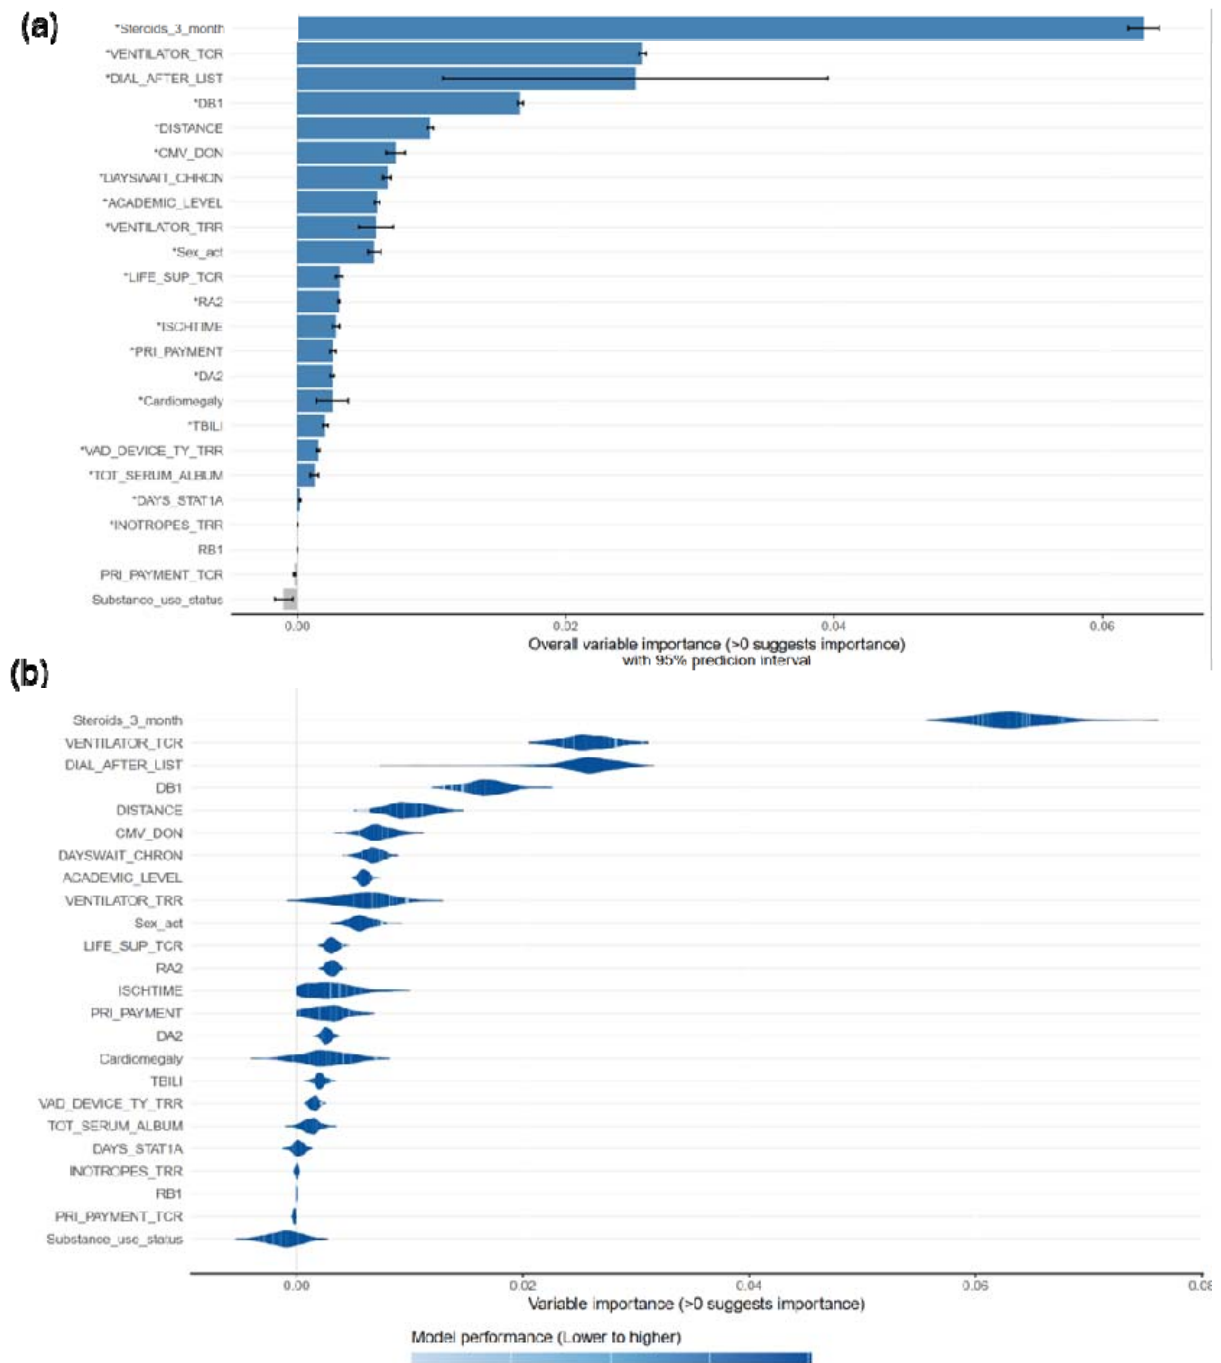 (a)
*Steroids_3_month
*VENTILATOR_TCR
*DIAL_AFTER_LIST
*DB1
*DISTANCE
*CMV_DON
*DAYSWAIT_CHRON
*ACADEMIC_LEVEL
*VENTILATOR_TRR
*Sex_act
*LIFE_SUP_TCR
*RA2
*ISCHTIME
*PRI_PAYMENT
*DA2
*Cardiomegaly
*TBILI
*VAD_DEVICE_TY_TRR
*TOT_SERUM_ALBUM
*DAYS_STAT1A
*INOTROPES_TRR
RB1
PRI_PAYMENT_TCR
Substance_use_status
0.00 0.02 0.04 0.06
Overall variable importance (>0 suggests importance)
with 95% predicion interval
(b)
Steroids_3_month
VENTILATOR_TCR
DIAL_AFTER_LIST
DB1
DISTANCE
CMV_DON
DAYSWAIT_CHRON
ACADEMIC_LEVEL
VENTILATOR_TRR
Sex_act
LIFE_SUP_TCR
RA2
ISCHTIME
PRI_PAYMENT
DA2
Cardiomegaly
TBILI
VAD_DEVICE_TY_TRR
TOT_SERUM_ALBUM
DAYS_STAT1A
INOTROPES_TRR
RB1
PRI_PAYMENT_TCR
Substance_use_status
0.00 0.02 0.04 0.06 0.08
Variable importance (>0 suggests importance)
Model performance (Lower to higher)